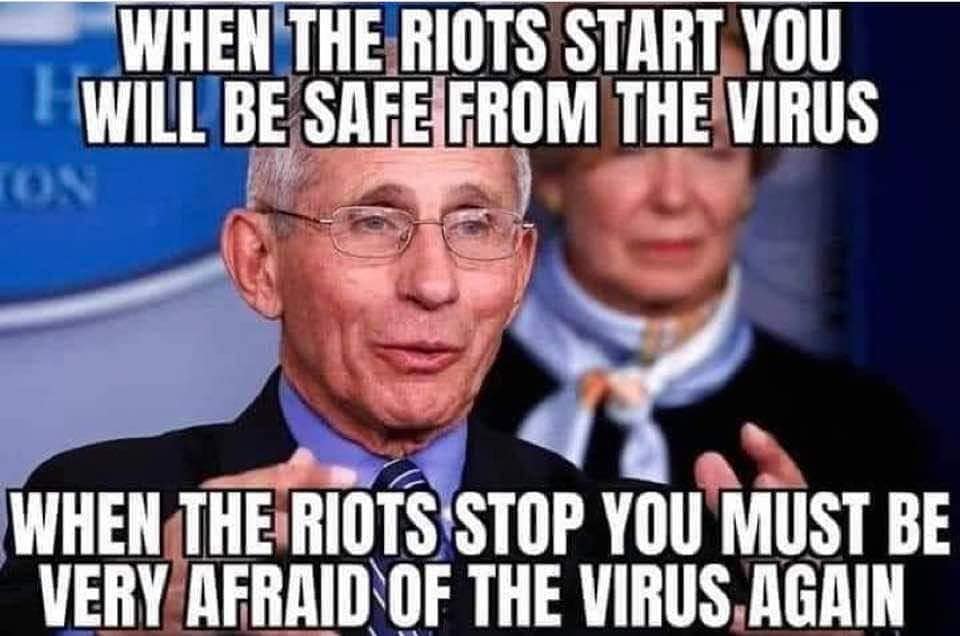 WHEN THE RIOTS START YOU
WILL BE SAFE FROM THE VIRUS
TON
WHEN THE RIOTS STOP YOU MUST BE
VERY AFRAID OF THE VIRUS AGAIN